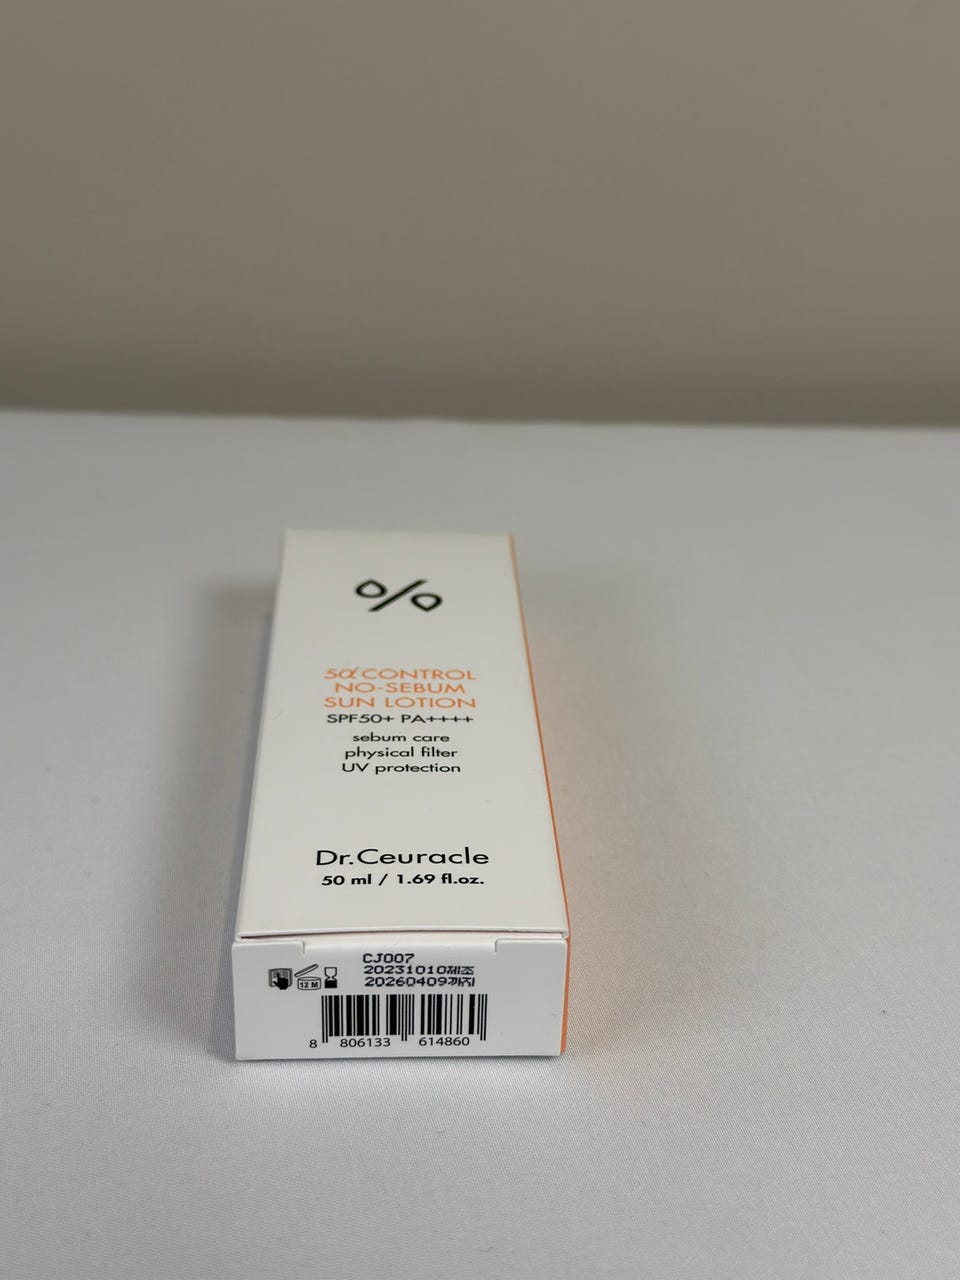 5α CONTROL
NO-SEBUM
SUN LOTION
SPF50+ PA++++
sebum care
physical filter
UV protection
Dr.Ceuracle
50 ml / 1.69 fl.oz.
CJ007
20231010제조
20260409까지
12 M
8 806133 614860